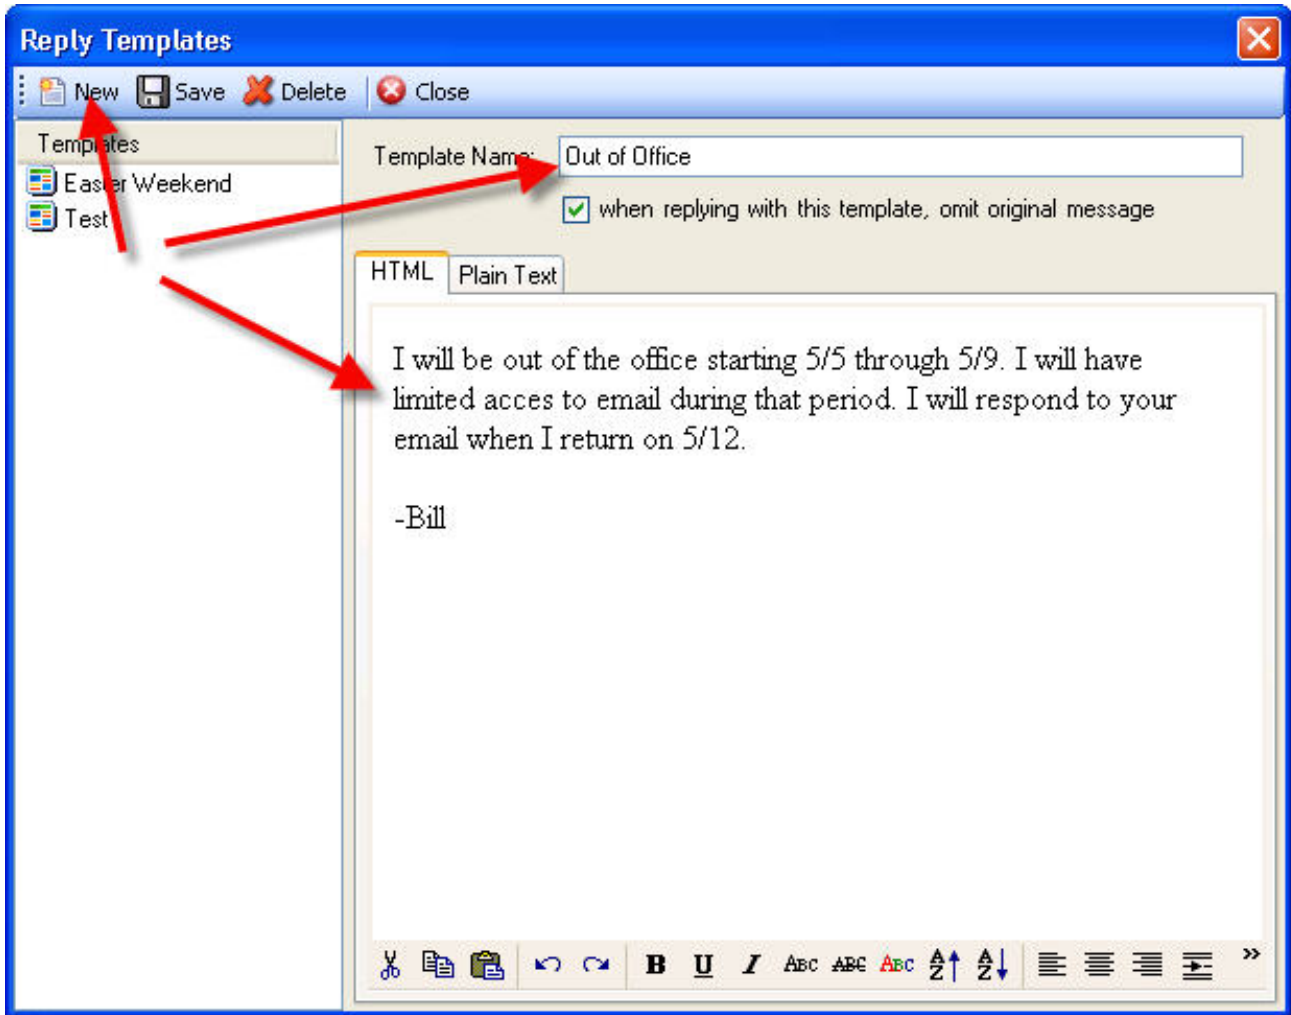 Reply Templates
New Save Delete Close
Templates
Easter Weekend
Test
Template Name: Out of Office
when replying with this template, omit original message
HTML Plain Text
I will be out of the office starting 5/5 through 5/9. I will have
limited acces to email during that period. I will respond to your
email when I return on 5/12.
-Bill
B U I ABC ABC ABC A Z A Z »